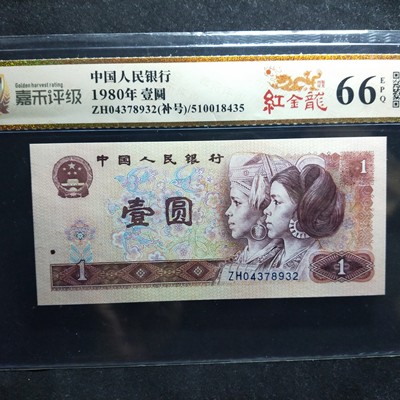 Golden harvest rating
嘉禾评级
中国人民银行
1980年 壹圆
ZH04378932(补号)/510018435
紅金龍
66 EPQ
中国人民银行
1
壹圆
ZH04378932
1
1